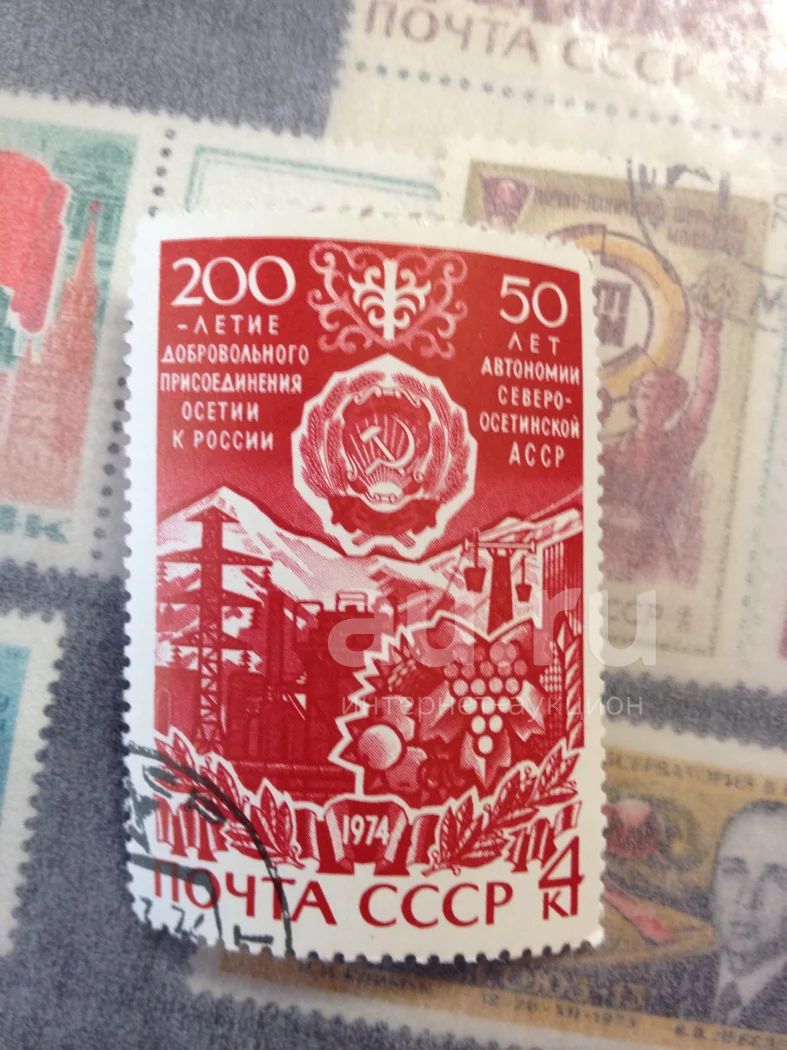 ПОЧТА СССР
200
-ЛЕТИЕ
ДОБРОВОЛЬНОГО
ПРИСОЕДИНЕНИЯ
ОСЕТИИ
К РОССИИ
50
ЛЕТ
АВТОНОМИИ
СЕВЕРО-
ОСЕТИНСКОЙ
АССР
au.ru
интернет-аукцион
1974
ПОЧТА СССР 4
К
СССР